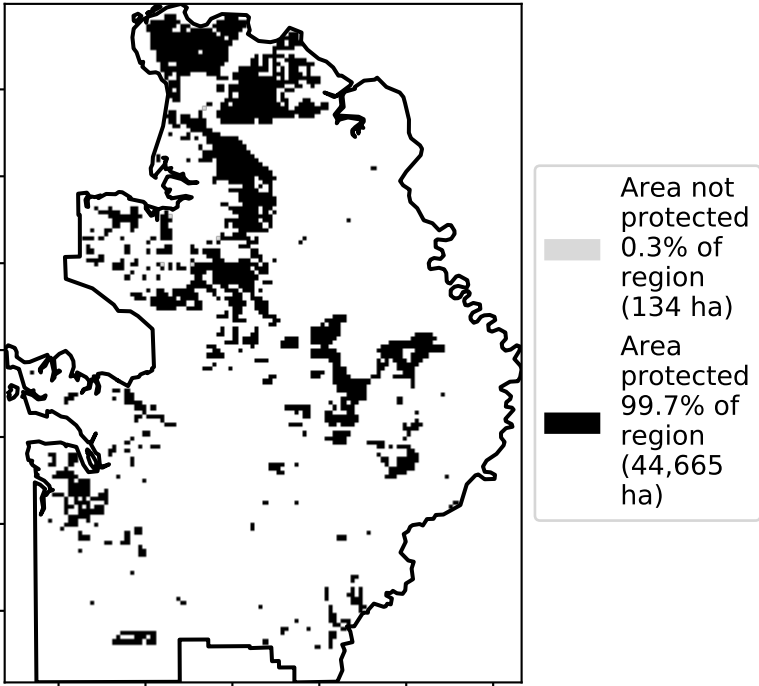 Area not
protected
0.3% of
region
(134 ha)
Area
protected
99.7% of
region
(44,665
ha)